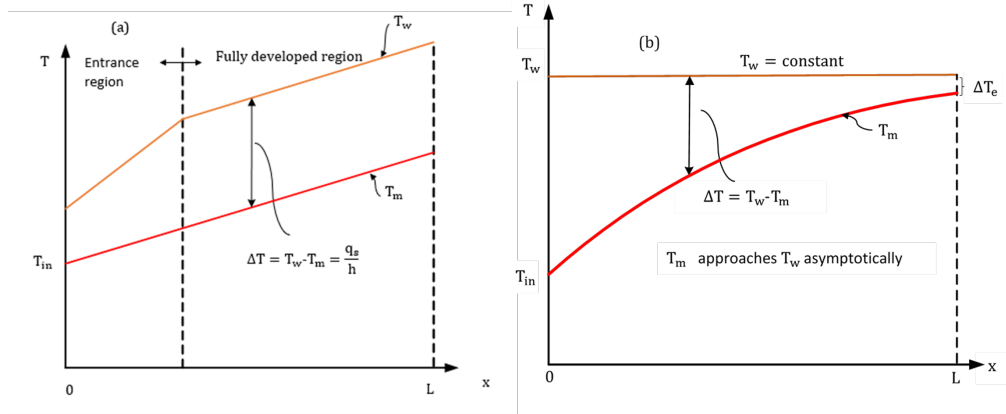 (a)
T
T_w
Entrance
region
Fully developed region
T_m
T_in
ΔT = T_w-T_m = q_s/h
0
L
x
T
(b)
T_w
T_w = constant
ΔT_e
T_m
ΔT = T_w-T_m
T_m approaches T_w asymptotically
T_in
0
L
x